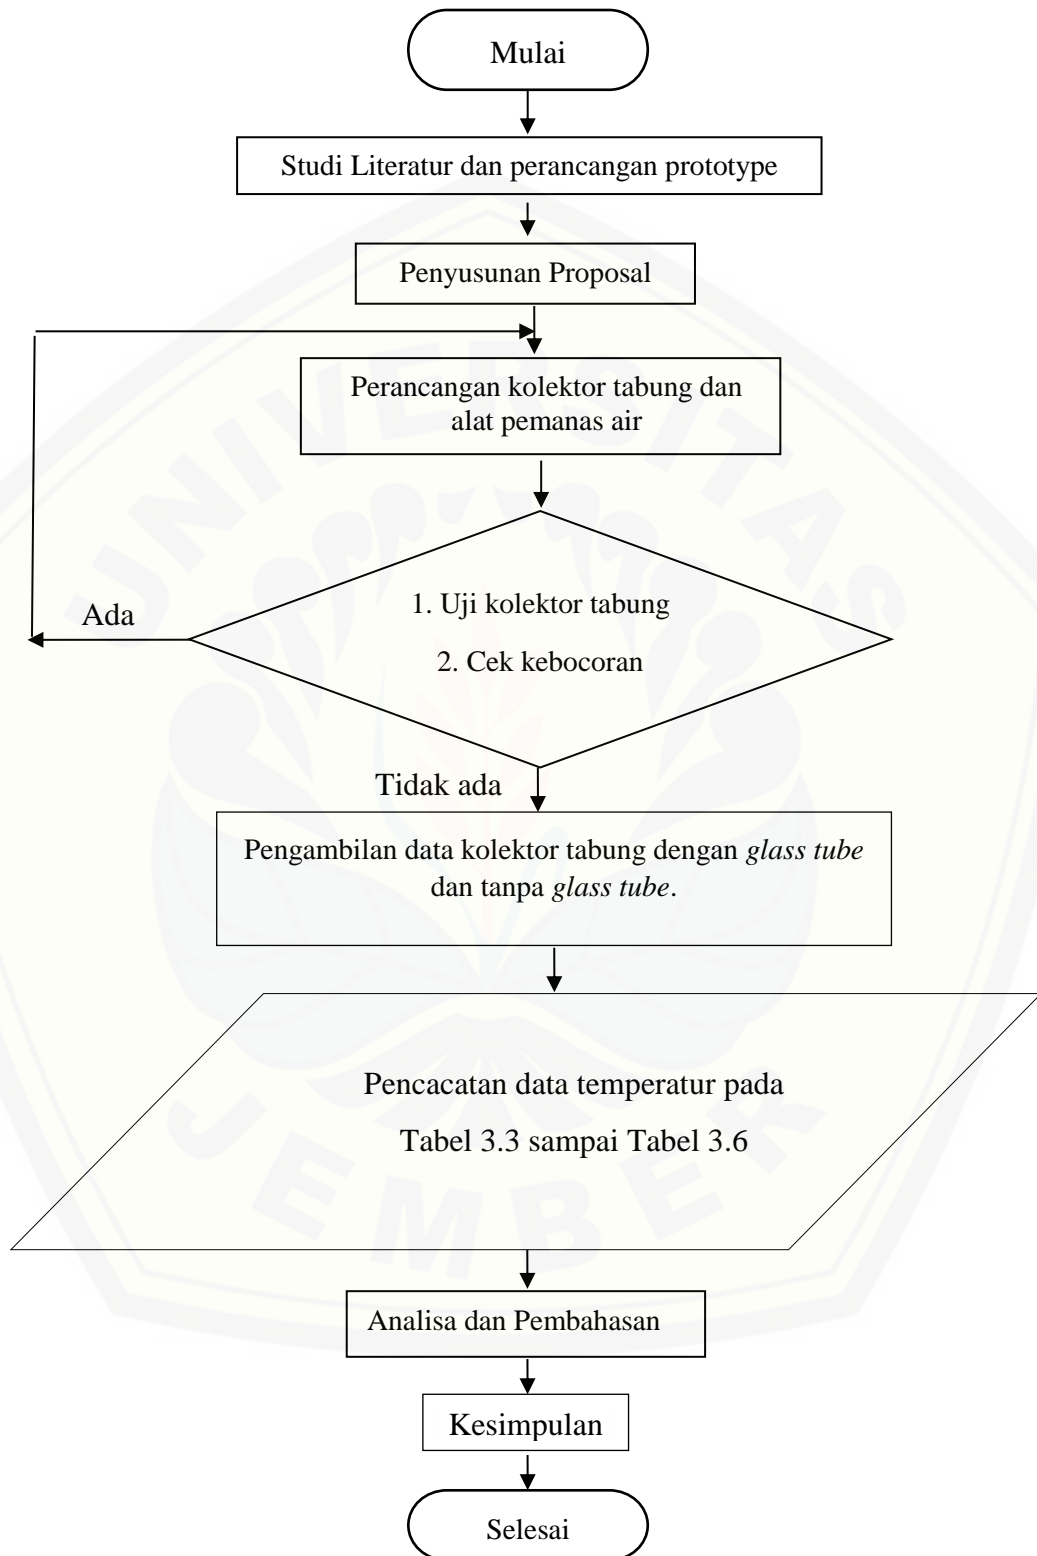 Mulai
Studi Literatur dan perancangan prototype
Penyusunan Proposal
Perancangan kolektor tabung dan
alat pemanas air
1. Uji kolektor tabung
Ada
2. Cek kebocoran
Tidak ada
Pengambilan data kolektor tabung dengan glass tube
dan tanpa glass tube.
Pencacatan data temperatur pada
Tabel 3.3 sampai Tabel 3.6
Analisa dan Pembahasan
Kesimpulan
Selesai
UNIVERSITAS
JEMBER